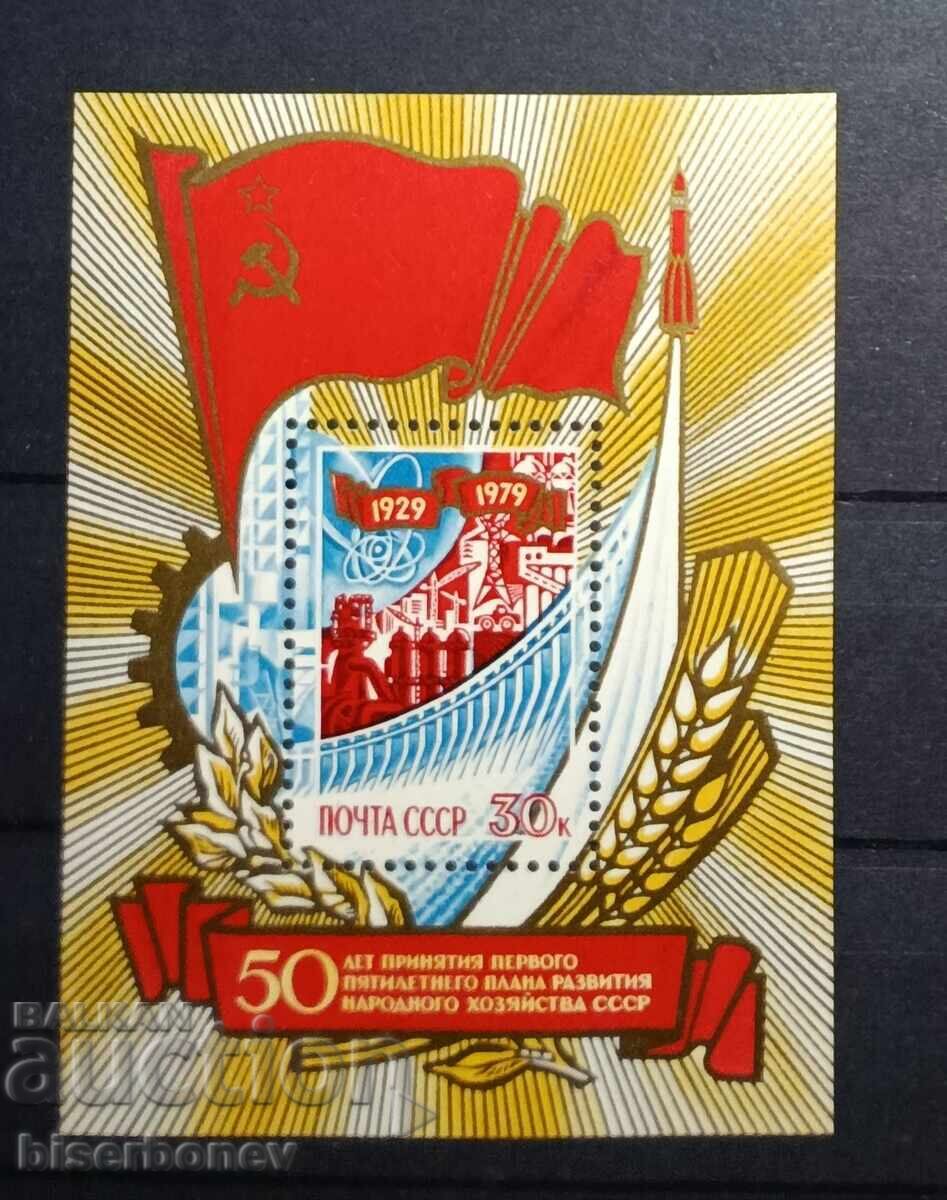 1929
1979
ПОЧТА СССР 30к
50 ЛЕТ ПРИНЯТИЯ ПЕРВОГО
ПЯТИЛЕТНЕГО ПЛАНА РАЗВИТИЯ
НАРОДНОГО ХОЗЯЙСТВА СССР
BALKAN
auction
biserbonev